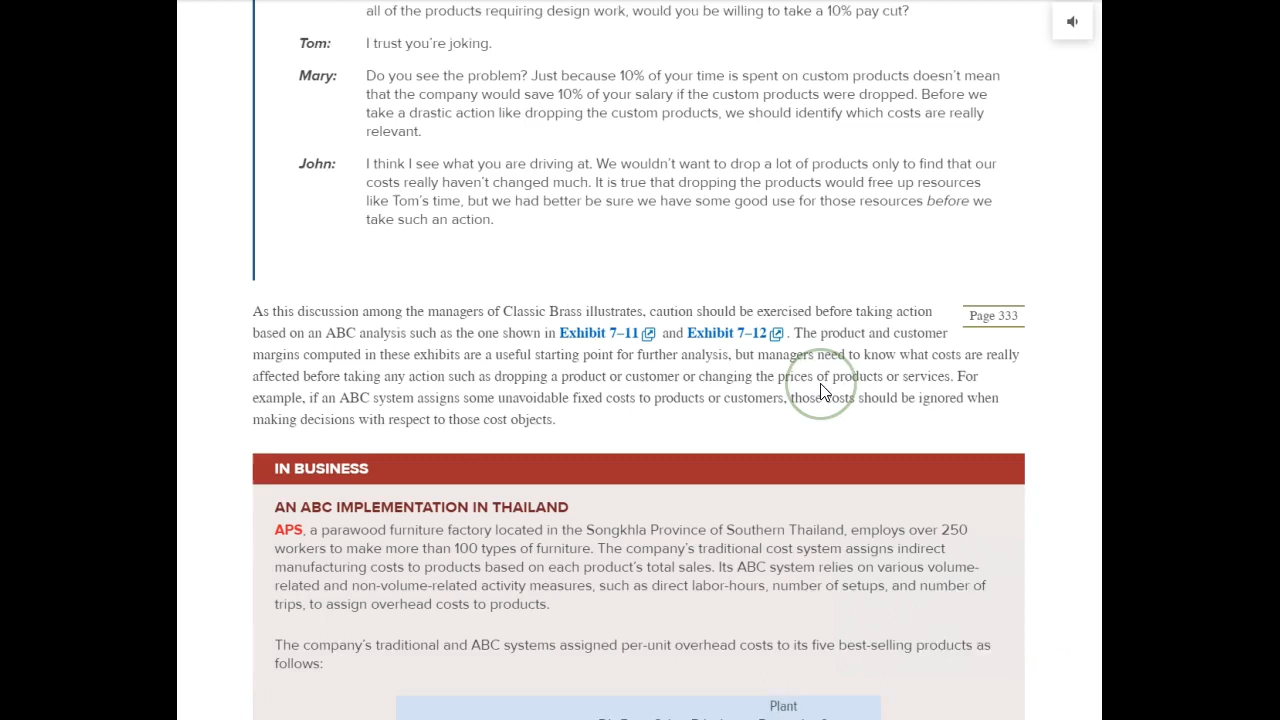 all of the products requiring design work, would you be willing to take a 10% pay cut?
Tom: I trust you're joking.
Mary: Do you see the problem? Just because 10% of your time is spent on custom products doesn't mean
that the company would save 10% of your salary if the custom products were dropped. Before we
take a drastic action like dropping the custom products, we should identify which costs are really
relevant.
John: I think I see what you are driving at. We wouldn't want to drop a lot of products only to find that our
costs really haven't changed much. It is true that dropping the products would free up resources
like Tom's time, but we had better be sure we have some good use for those resources before we
take such an action.
As this discussion among the managers of Classic Brass illustrates, caution should be exercised before taking action
Page 333
based on an ABC analysis such as the one shown in Exhibit 7–11 and Exhibit 7–12 . The product and customer
margins computed in these exhibits are a useful starting point for further analysis, but managers need to know what costs are really
affected before taking any action such as dropping a product or customer or changing the prices of products or services. For
example, if an ABC system assigns some unavoidable fixed costs to products or customers, those costs should be ignored when
making decisions with respect to those cost objects.
IN BUSINESS
AN ABC IMPLEMENTATION IN THAILAND
APS, a parawood furniture factory located in the Songkhla Province of Southern Thailand, employs over 250
workers to make more than 100 types of furniture. The company's traditional cost system assigns indirect
manufacturing costs to products based on each product's total sales. Its ABC system relies on various volume-
related and non-volume-related activity measures, such as direct labor-hours, number of setups, and number of
trips, to assign overhead costs to products.
The company's traditional and ABC systems assigned per-unit overhead costs to its five best-selling products as
follows:
Plant